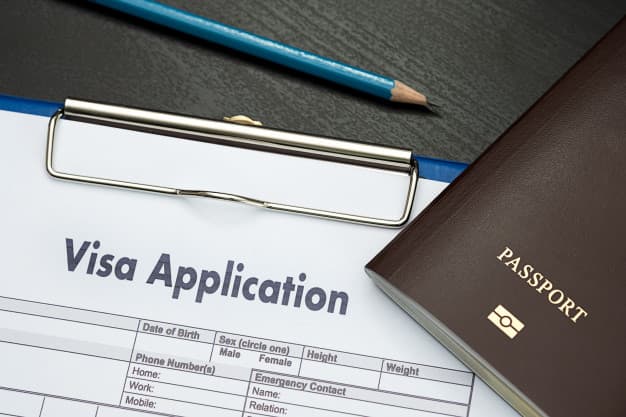 Visa Application
Date of Birth
Sex (circle one)
Male Female
Height
Weight
Phone Number(s)
Home:
Work:
Mobile:
Emergency Contact
Name:
Relation:
PASSPORT